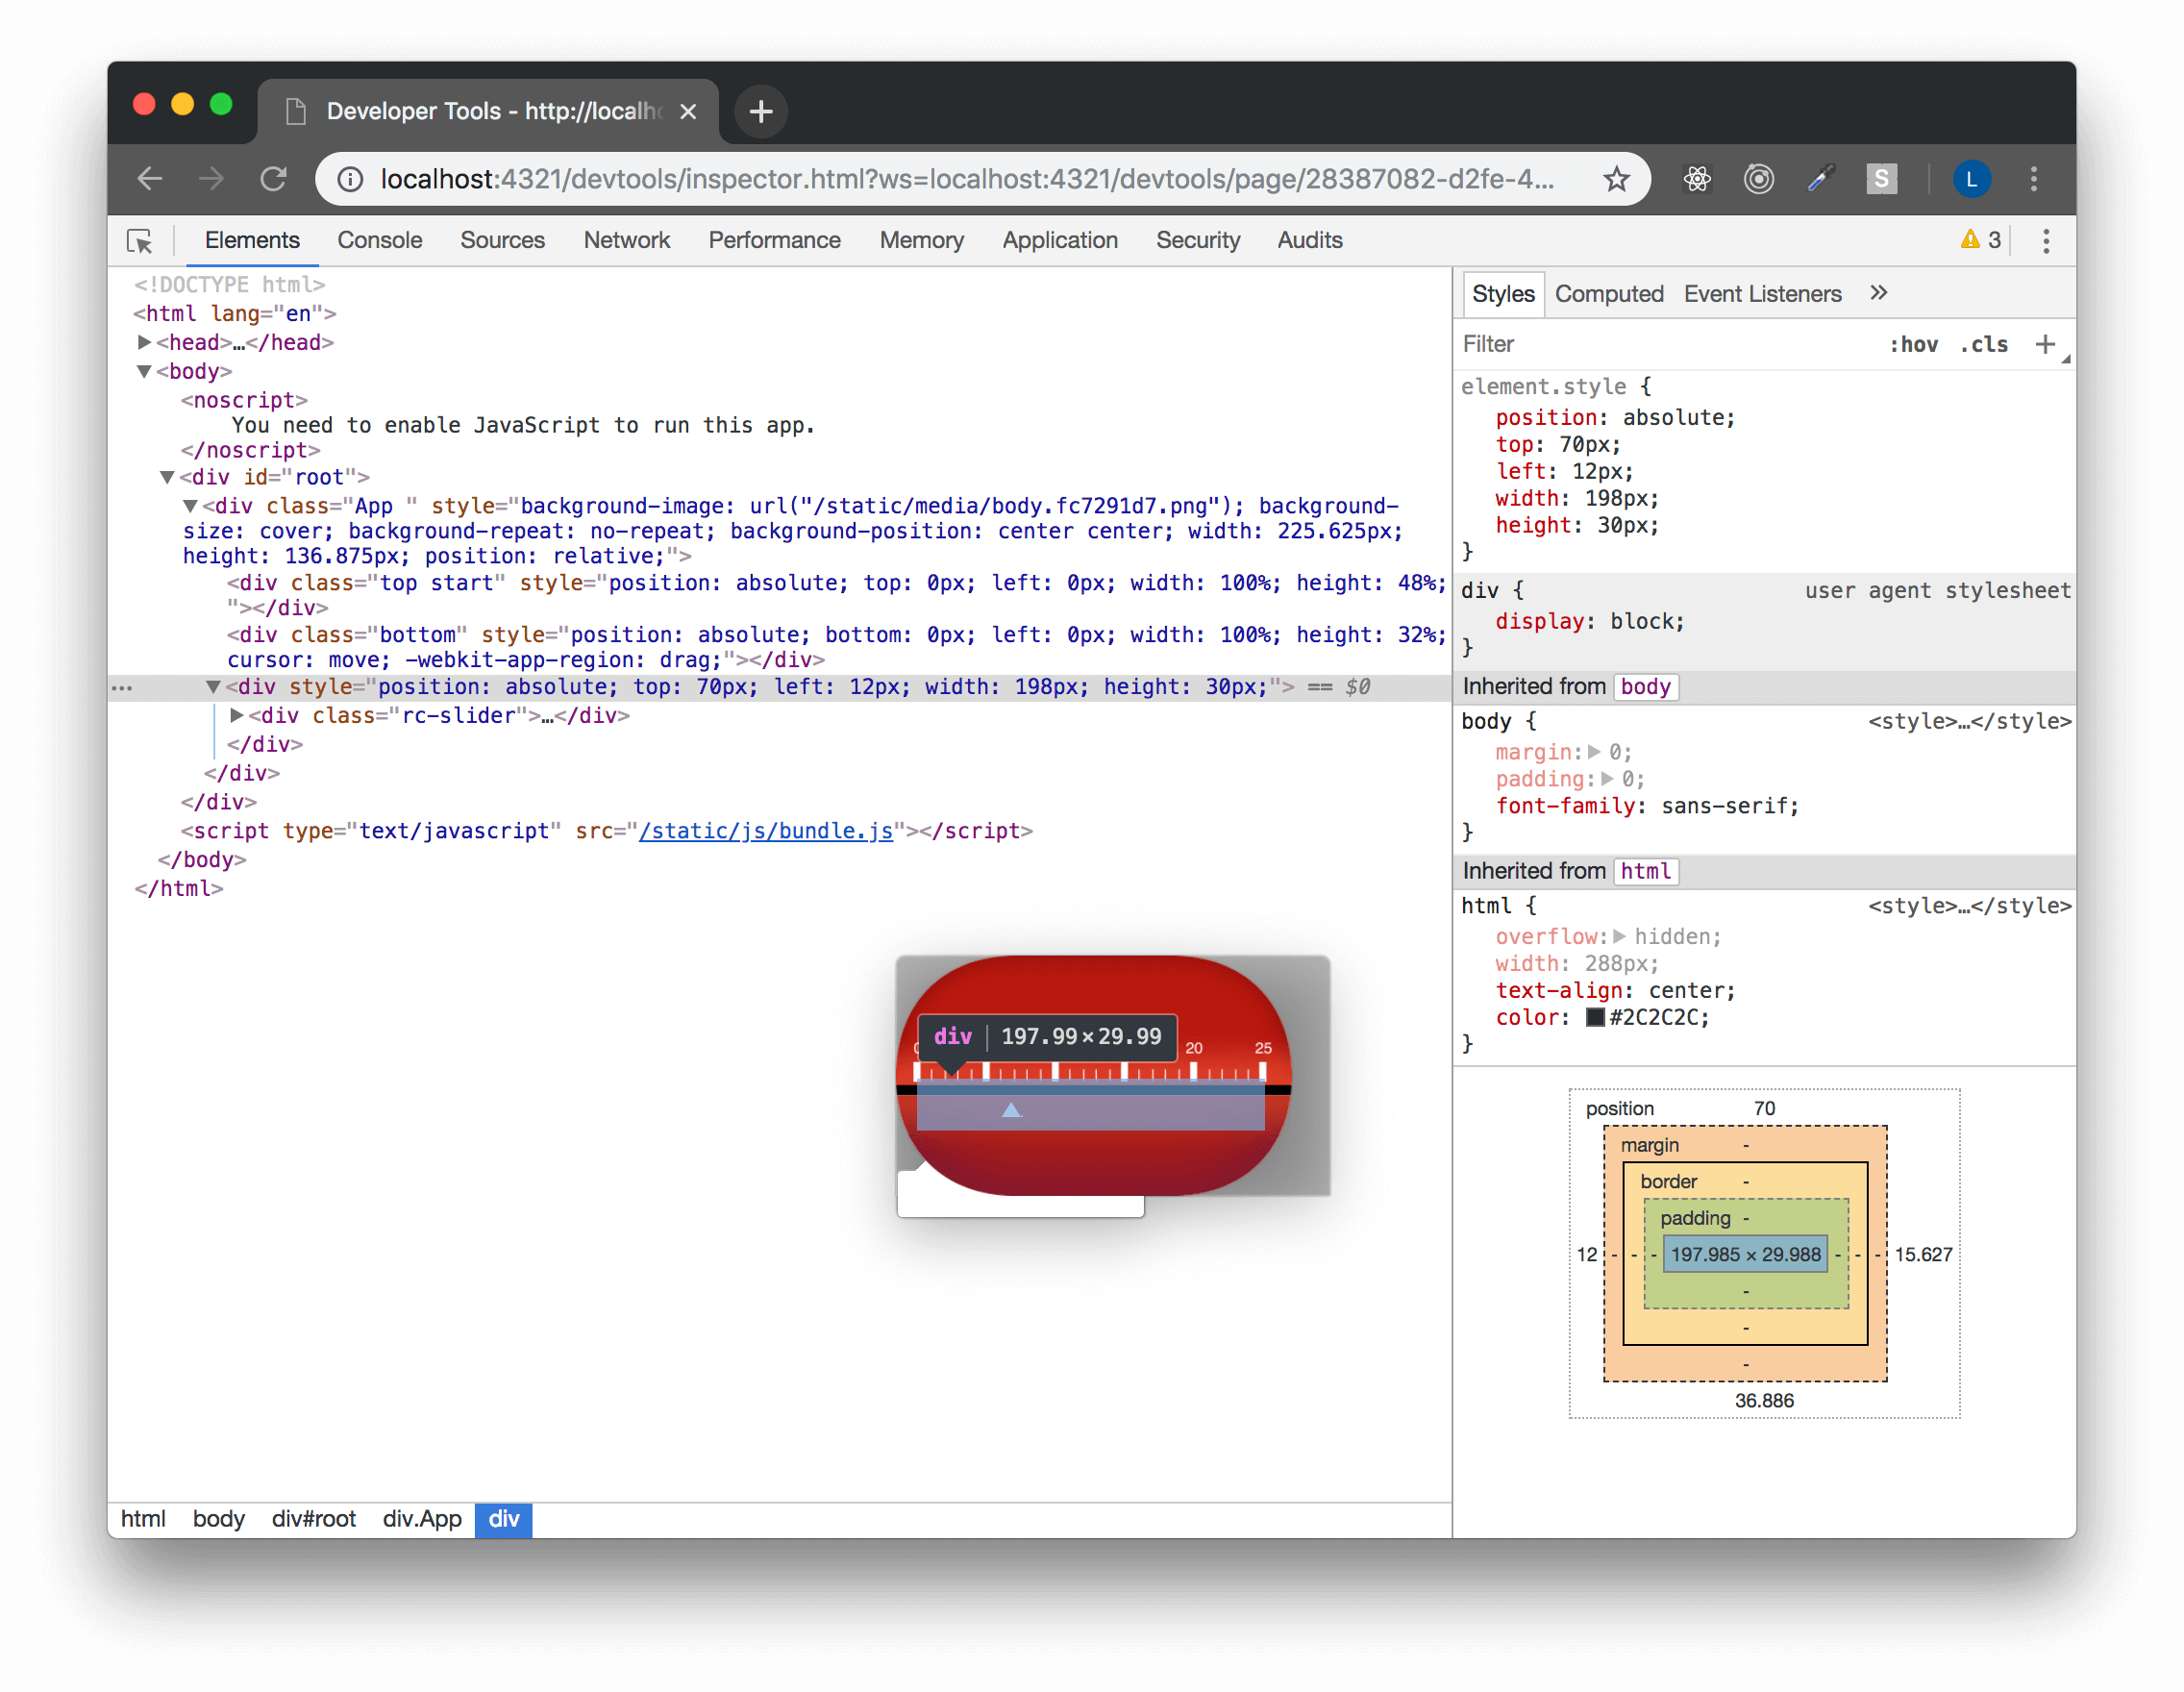 Developer Tools - http://localho
localhost:4321/devtools/inspector.html?ws=localhost:4321/devtools/page/28387082-d2fe-4...
S
L
Elements Console Sources Network Performance Memory Application Security Audits
3
<!DOCTYPE html>
<html lang="en">
<head>…</head>
<body>
<noscript>
You need to enable JavaScript to run this app.
</noscript>
<div id="root">
<div class="App " style="background-image: url("/static/media/body.fc7291d7.png"); background-
size: cover; background-repeat: no-repeat; background-position: center center; width: 225.625px;
height: 136.875px; position: relative;">
<div class="top start" style="position: absolute; top: 0px; left: 0px; width: 100%; height: 48%;
"></div>
<div class="bottom" style="position: absolute; bottom: 0px; left: 0px; width: 100%; height: 32%;
cursor: move; -webkit-app-region: drag;"></div>
<div style="position: absolute; top: 70px; left: 12px; width: 198px; height: 30px;"> == $0
<div class="rc-slider">…</div>
</div>
</div>
</div>
<script type="text/javascript" src="/static/js/bundle.js"></script>
</body>
</html>
div 197.99×29.99
20 25
html body div#root div.App div
Styles Computed Event Listeners »
Filter :hov .cls +
element.style {
position: absolute;
top: 70px;
left: 12px;
width: 198px;
height: 30px;
}
div { user agent stylesheet
display: block;
}
Inherited from body
body { <style>…</style>
margin: 0;
padding: 0;
font-family: sans-serif;
}
Inherited from html
html { <style>…</style>
overflow: hidden;
width: 288px;
text-align: center;
color: #2C2C2C;
}
position 70
margin -
border -
padding -
12 - - - 197.985 × 29.988 - - - 15.627
-
-
-
36.886